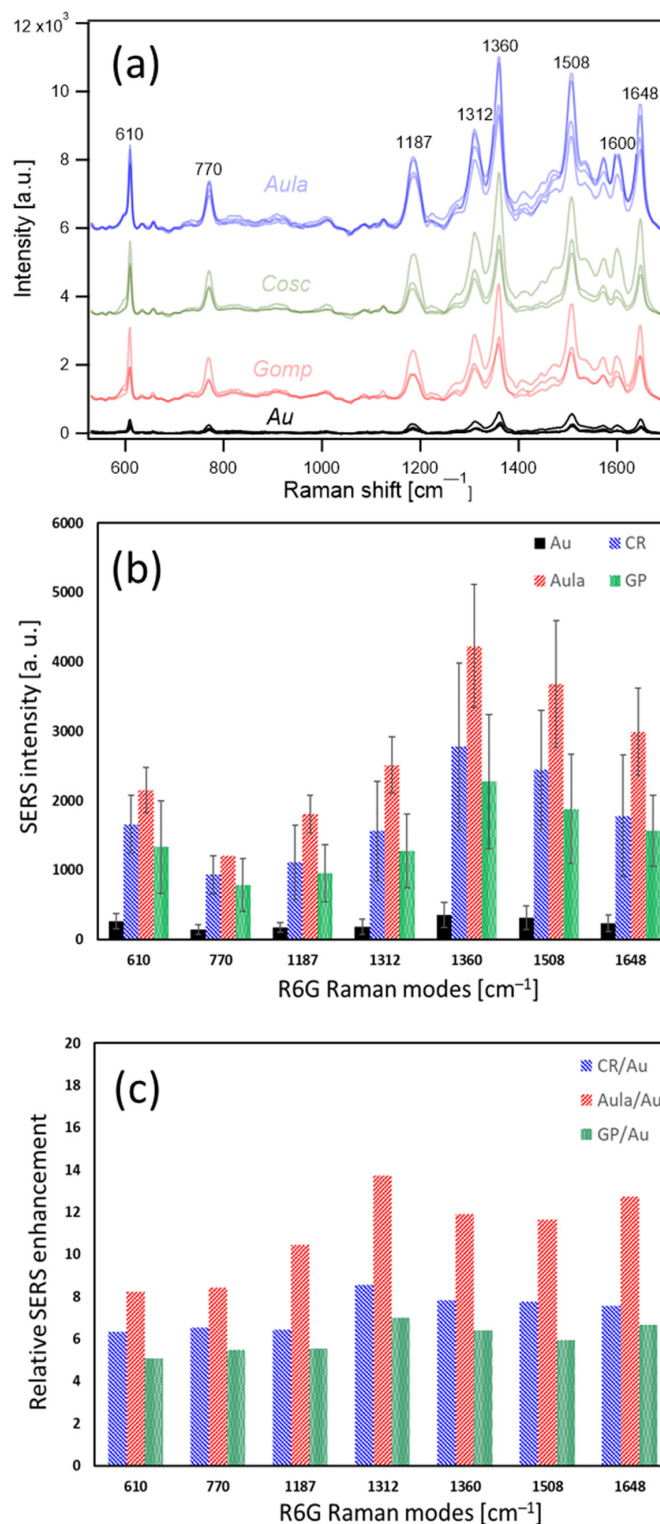 12 ×10³
(a)
1360
1508
1648
1312
610
1187
1600
770
Aula
Cosc
Gomp
Au
10
8
6
4
2
0
Intensity [a.u.]
600 800 1000 1200 1400 1600
Raman shift [cm—1]
(b)
Au CR
Aula GP
6000
5000
4000
3000
2000
1000
0
SERS intensity [a. u.]
610 770 1187 1312 1360 1508 1648
R6G Raman modes [cm–1]
(c)
CR/Au
Aula/Au
GP/Au
20
18
16
14
12
10
8
6
4
2
0
Relative SERS enhancement
610 770 1187 1312 1360 1508 1648
R6G Raman modes [cm–1]